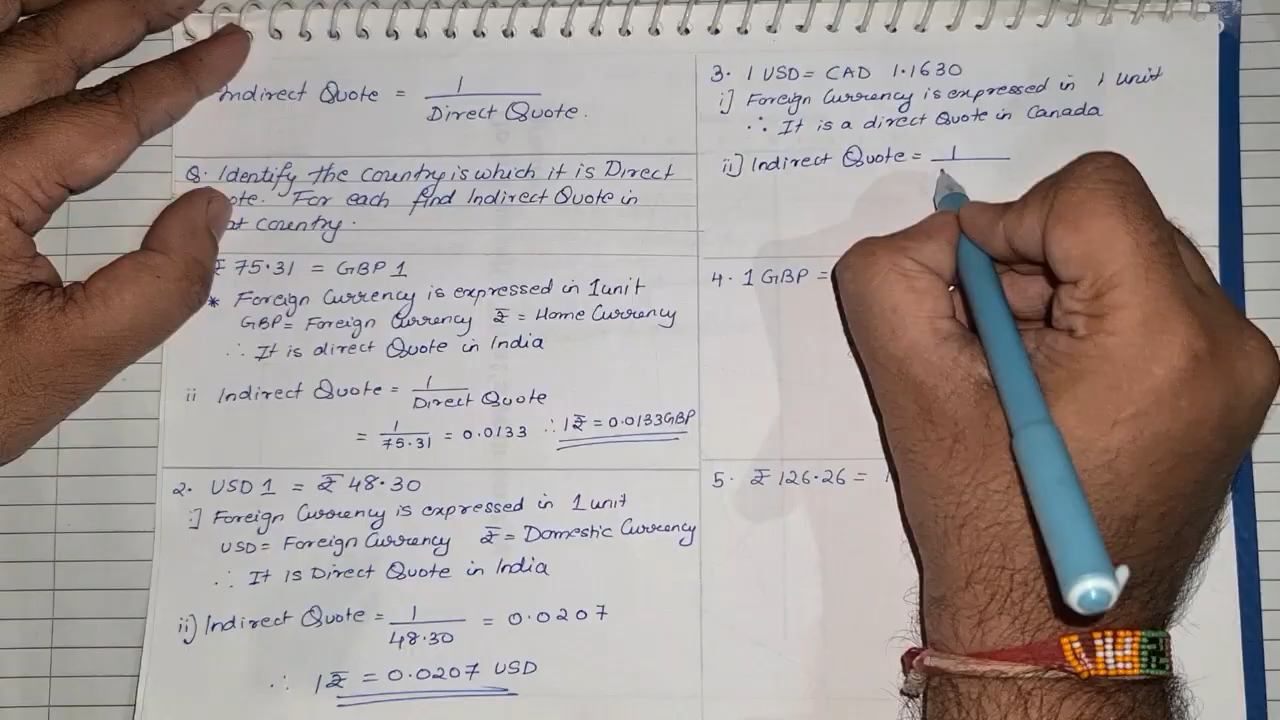 Indirect Quote = 1
Direct Quote.
Q. Identify the country is which it is Direct
ote. For each find Indirect Quote in
at country.
₹ 75.31 = GBP 1
* Foreign Currency is expressed in 1 unit
GBP = Foreign Currency ₹ = Home Currency
∴ It is direct Quote in India
ii Indirect Quote = 1
Direct Quote
= 1 = 0.0133 ∴ 1₹ = 0.0133 GBP
75.31
2. USD 1 = ₹ 48.30
i] Foreign Currency is expressed in 1 unit
USD = Foreign Currency ₹ = Domestic Currency
∴ It is Direct Quote in India
ii) Indirect Quote = 1 = 0.0207
48.30
∴ 1₹ = 0.0207 USD
3. 1 USD = CAD 1.1630
i] Foreign Currency is expressed in 1 unit
∴ It is a direct Quote in Canada
ii] Indirect Quote = 1
4. 1 GBP =
5. ₹ 126.26 =